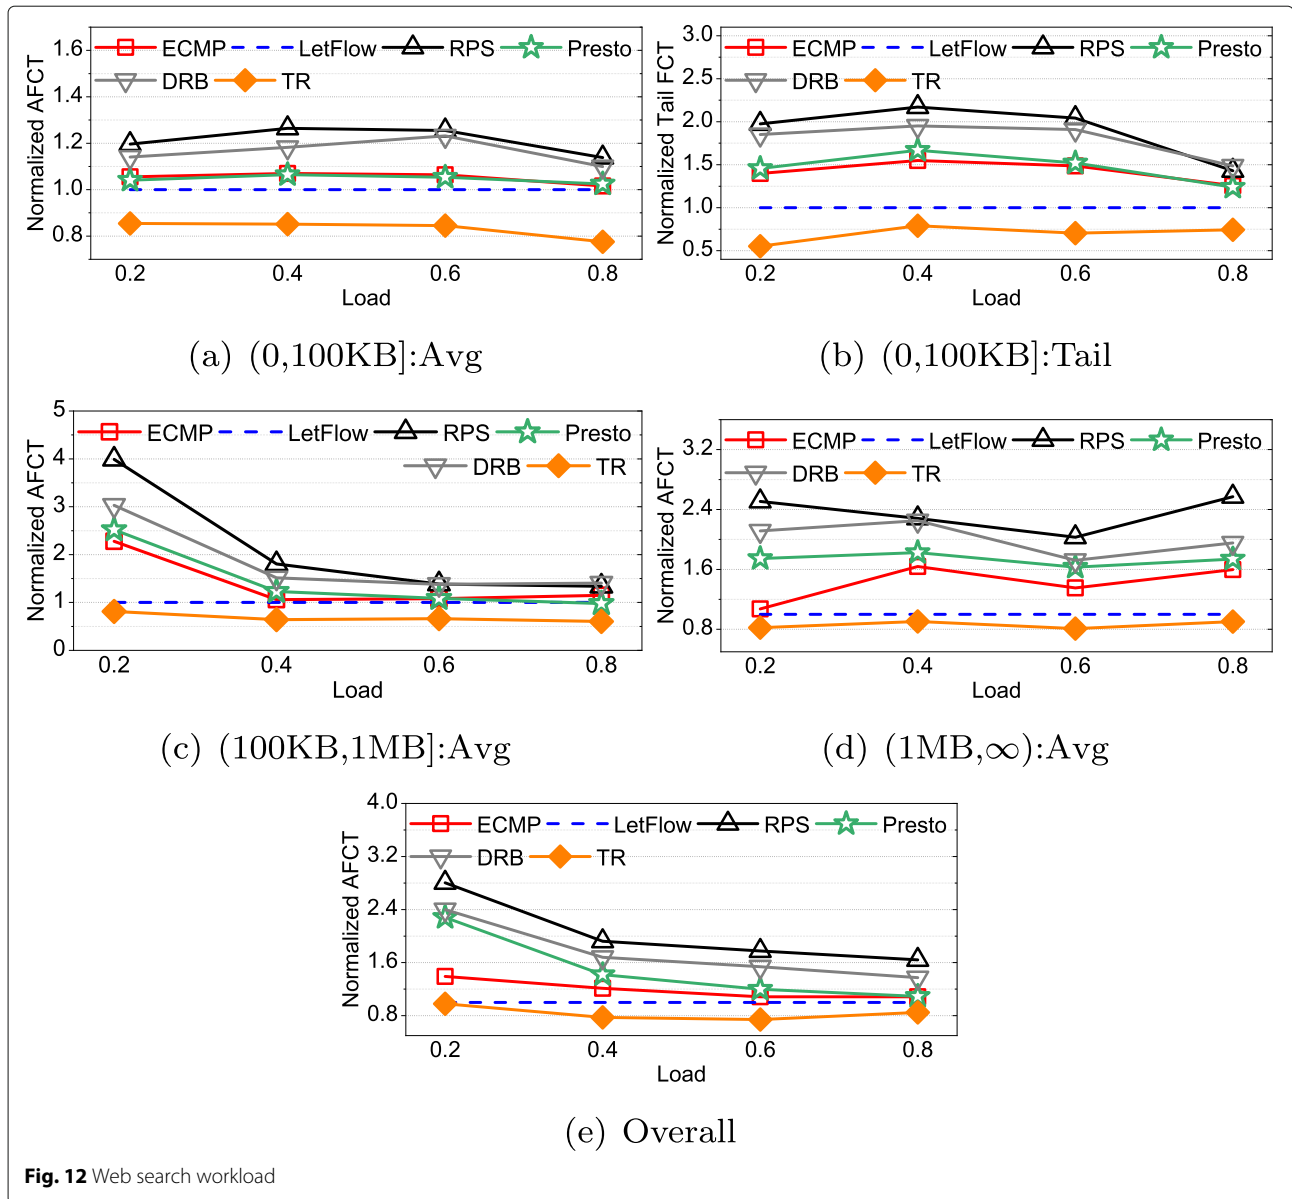 ECMP LetFlow RPS Presto
DRB TR
Normalized AFCT
1.6
1.4
1.2
1.0
0.8
0.2 0.4 0.6 0.8
Load
(a) (0,100KB]:Avg
ECMP LetFlow RPS Presto
DRB TR
Normalized Tail FCT
3.0
2.5
2.0
1.5
1.0
0.5
0.2 0.4 0.6 0.8
Load
(b) (0,100KB]:Tail
ECMP LetFlow RPS Presto
DRB TR
Normalized AFCT
5
4
3
2
1
0
0.2 0.4 0.6 0.8
Load
(c) (100KB,1MB]:Avg
ECMP LetFlow RPS Presto
DRB TR
Normalized AFCT
3.2
2.4
1.6
0.8
0.2 0.4 0.6 0.8
Load
(d) (1MB,∞):Avg
ECMP LetFlow RPS Presto
DRB TR
Normalized AFCT
4.0
3.2
2.4
1.6
0.8
0.2 0.4 0.6 0.8
Load
(e) Overall
Fig. 12 Web search workload